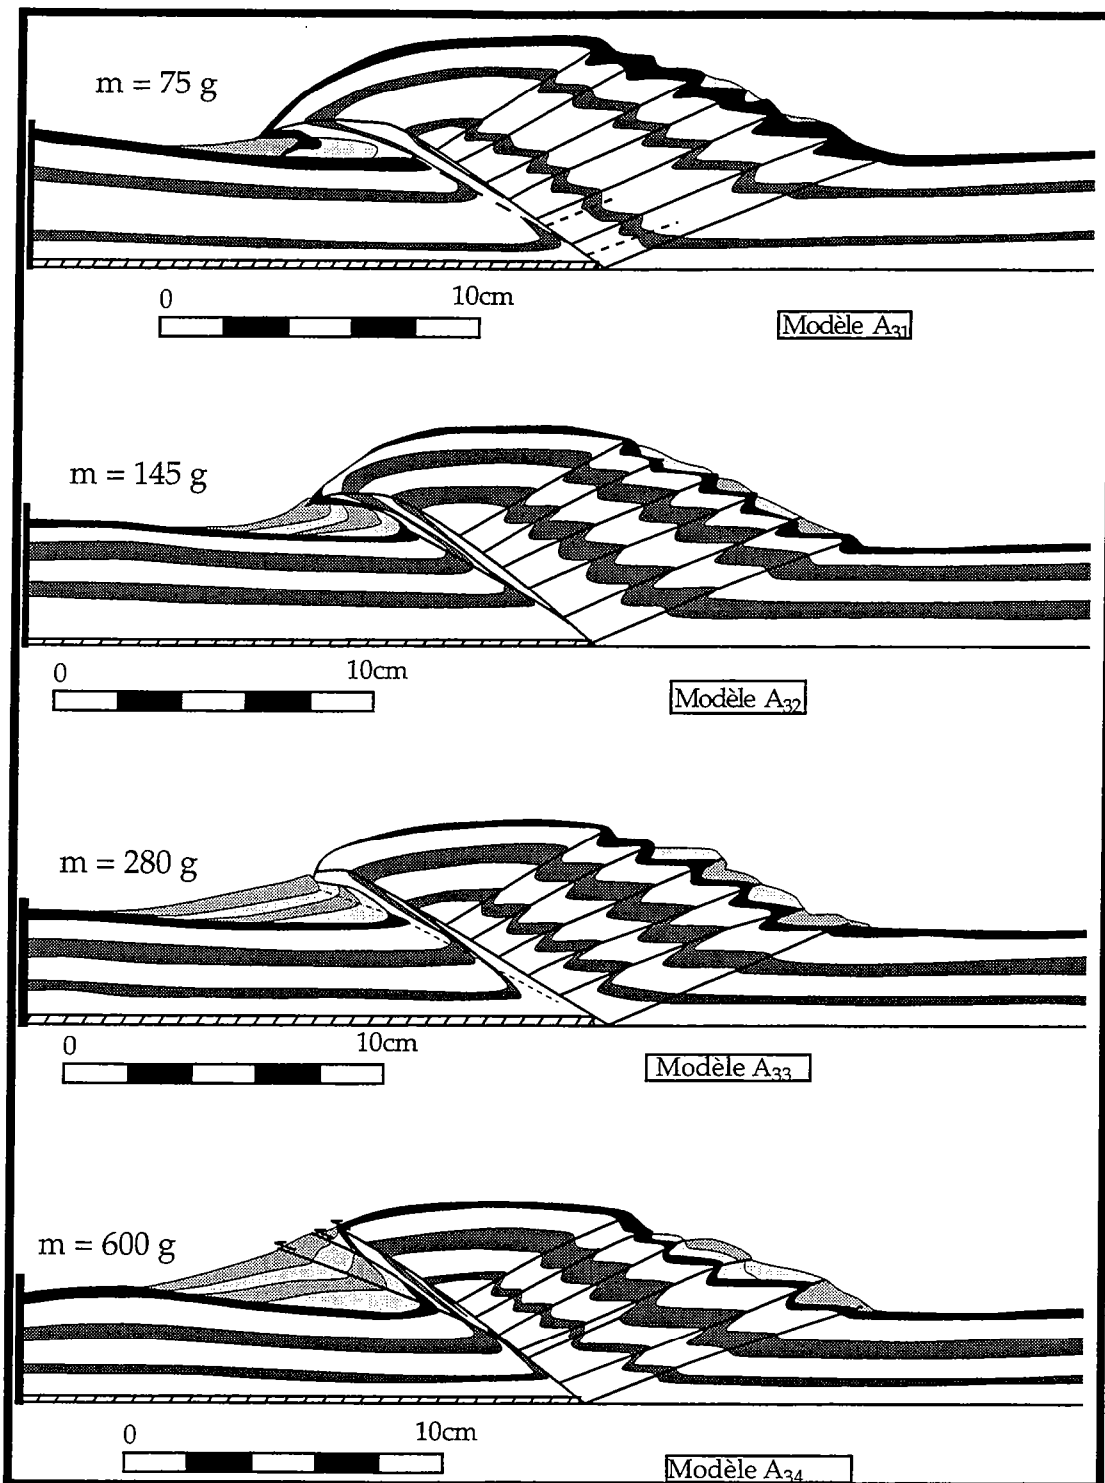 m = 75 g
0 10cm
Modèle A31
m = 145 g
0 10cm
Modèle A32
m = 280 g
0 10cm
Modèle A33
m = 600 g
0 10cm
Modèle A34